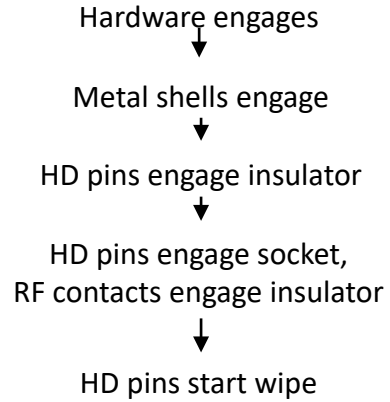 Hardware engages
Metal shells engage
HD pins engage insulator
HD pins engage socket,
RF contacts engage insulator
HD pins start wipe